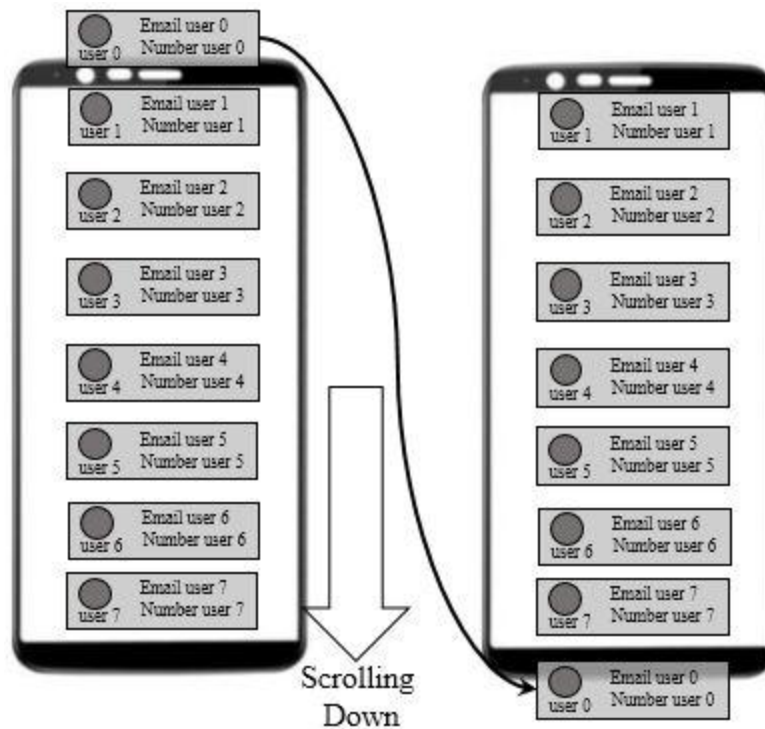 Email user 0
user 0 Number user 0
Email user 1
user 1 Number user 1
Email user 2
user 2 Number user 2
Email user 3
user 3 Number user 3
Email user 4
user 4 Number user 4
Email user 5
user 5 Number user 5
Email user 6
user 6 Number user 6
Email user 7
user 7 Number user 7
Scrolling
Down
Email user 1
user 1 Number user 1
Email user 2
user 2 Number user 2
Email user 3
user 3 Number user 3
Email user 4
user 4 Number user 4
Email user 5
user 5 Number user 5
Email user 6
user 6 Number user 6
Email user 7
user 7 Number user 7
Email user 0
user 0 Number user 0